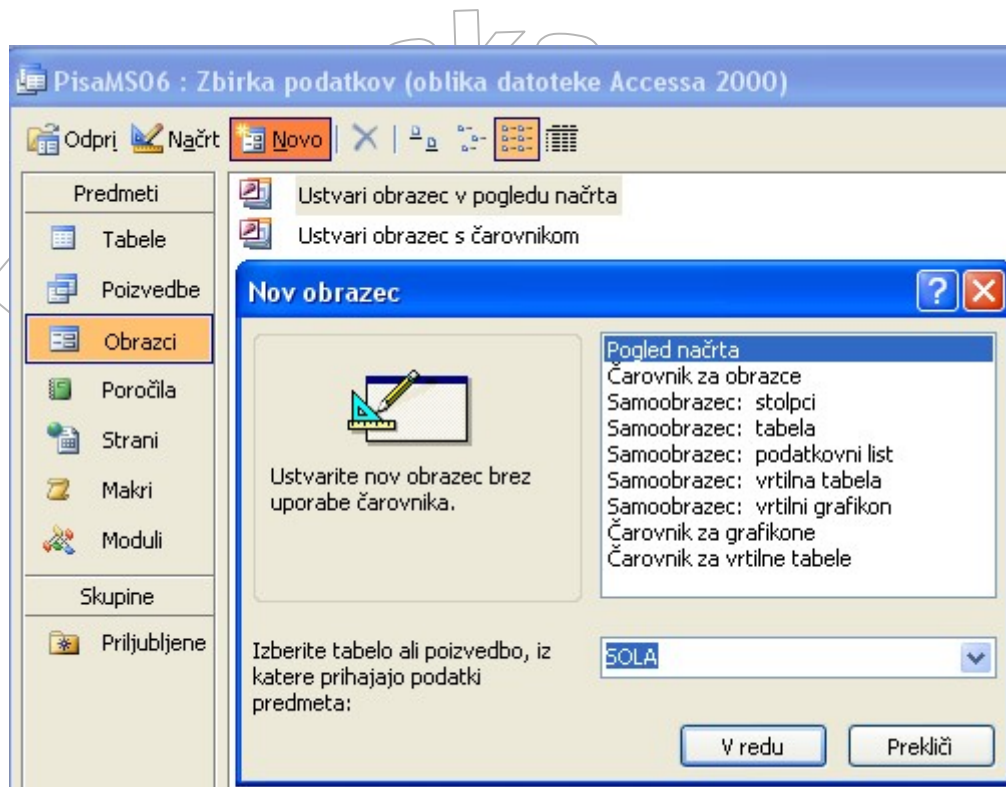 PisaMS06 : Zbirka podatkov (oblika datoteke Accessa 2000)
Odpri Načrt Novo
Predmeti
Tabele
Poizvedbe
Obrazci
Poročila
Strani
Makri
Moduli
Skupine
Priljubljene
Ustvari obrazec v pogledu načrta
Ustvari obrazec s čarovnikom
Nov obrazec
Ustvarite nov obrazec brez
uporabe čarovnika.
Pogled načrta
Čarovnik za obrazce
Samoobrazec: stolpci
Samoobrazec: tabela
Samoobrazec: podatkovni list
Samoobrazec: vrtilna tabela
Samoobrazec: vrtilni grafikon
Čarovnik za grafikone
Čarovnik za vrtilne tabele
Izberite tabelo ali poizvedbo, iz
katere prihajajo podatki
predmeta:
SOLA
V redu
Prekliči